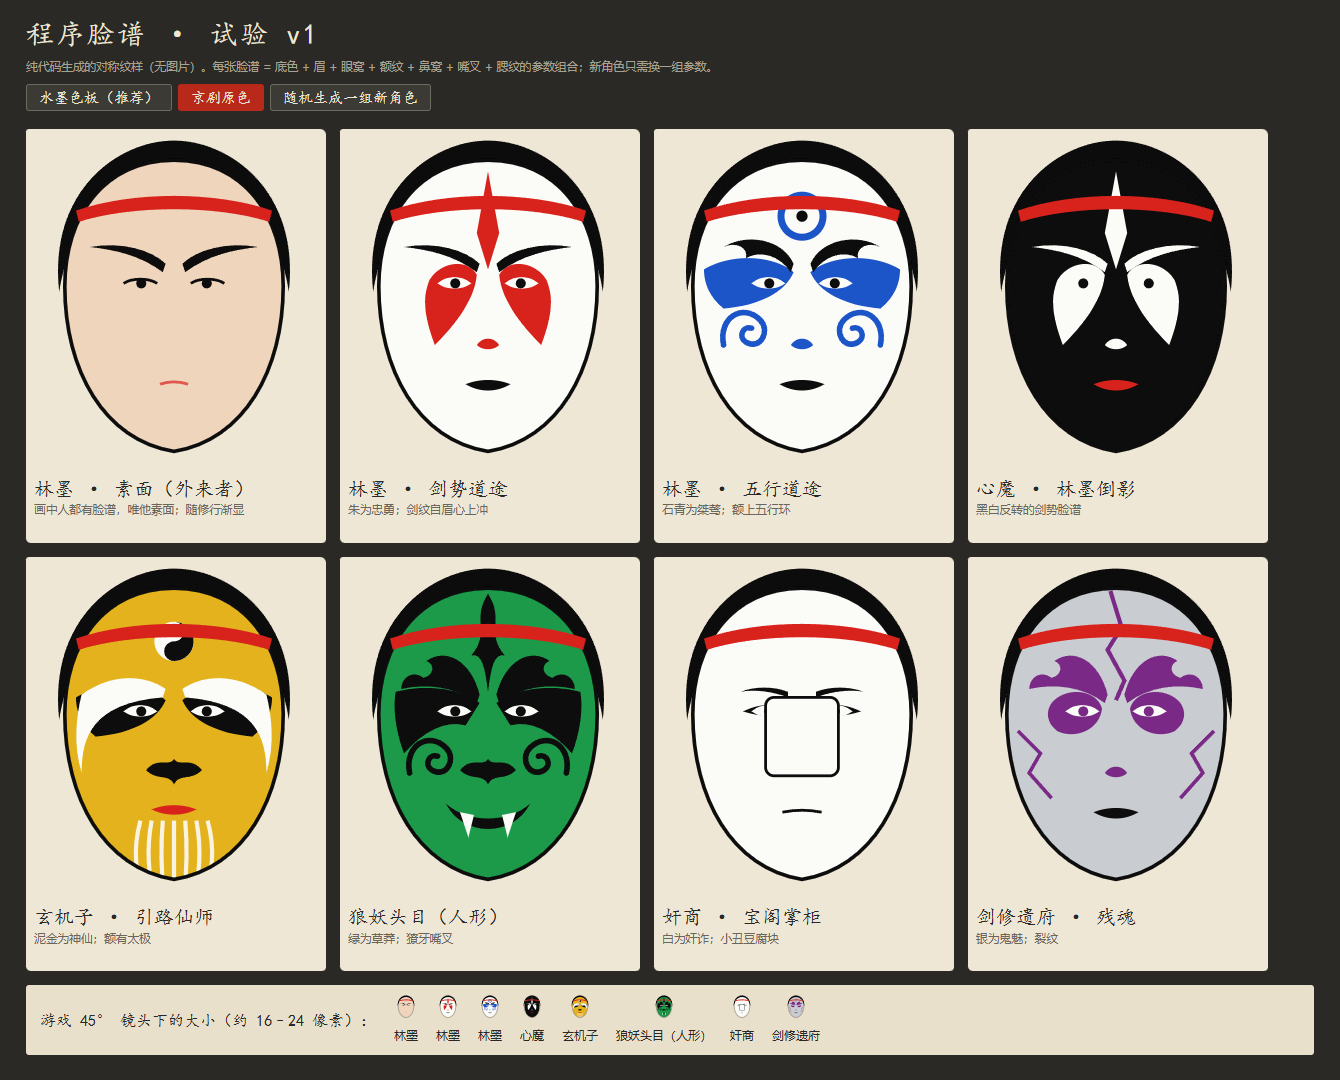 程序脸谱 • 试验 v1
纯代码生成的对称纹样（无图片）。每张脸谱 = 底色 + 眉 + 眼窝 + 额纹 + 鼻窝 + 嘴叉 + 腮纹的参数组合；新角色只需换一组参数。
水墨色板（推荐） 京剧原色 随机生成一组新角色
林墨 • 素面（外来者）
画中人都有脸谱，唯他素面；随修行渐显
林墨 • 剑势道途
朱为忠勇；剑纹自眉心上冲
林墨 • 五行道途
石青为桀骜；额上五行环
心魔 • 林墨倒影
黑白反转的剑势脸谱
玄机子 • 引路仙师
泥金为神仙；额有太极
狼妖头目（人形）
绿为草莽；獠牙嘴叉
奸商 • 宝阁掌柜
白为奸诈；小丑豆腐块
剑修遗府 • 残魂
银为鬼魅；裂纹
游戏 45° 镜头下的大小（约 16-24 像素）：
林墨 林墨 林墨 心魔 玄机子 狼妖头目（人形） 奸商 剑修遗府